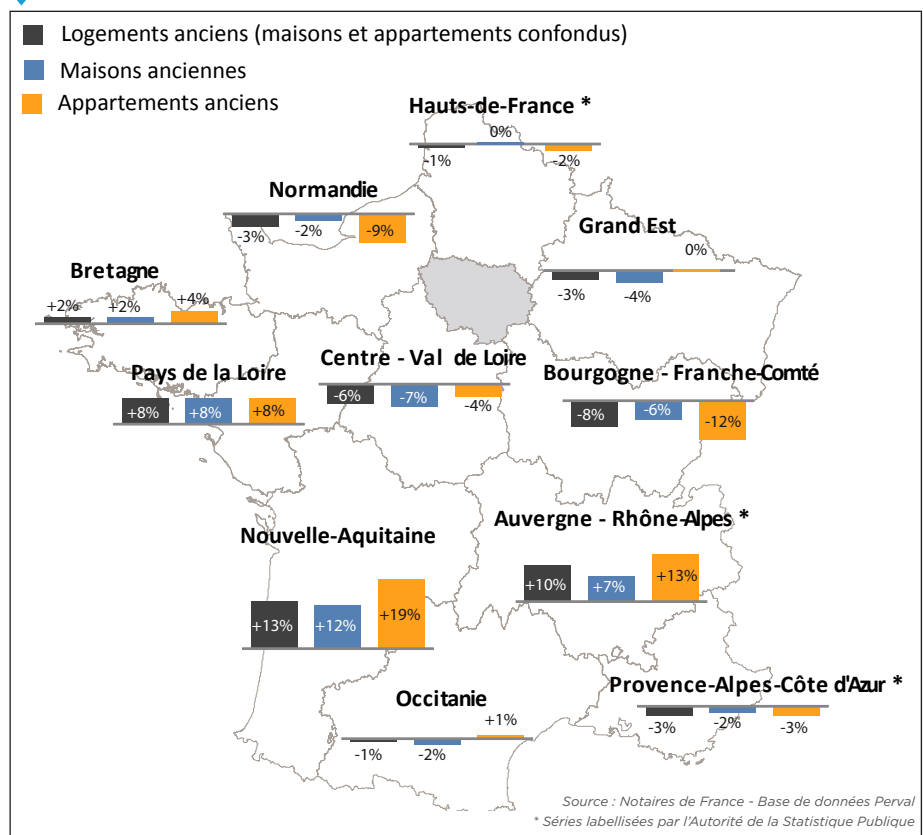 Logements anciens (maisons et appartements confondus)
Maisons anciennes
Appartements anciens
Hauts-de-France *
0%
-1%
-2%
Normandie
-3%
-2%
-9%
Grand Est
0%
-3%
-4%
Bretagne
+2%
+2%
+4%
Pays de la Loire
+8%
+8%
+8%
Centre - Val de Loire
-6%
-7%
-4%
Bourgogne - Franche-Comté
-8%
-6%
-12%
Nouvelle-Aquitaine
+13%
+12%
+19%
Auvergne - Rhône-Alpes *
+10%
+7%
+13%
Occitanie
+1%
-1%
-2%
Provence-Alpes-Côte d'Azur *
-3%
-2%
-3%
Source : Notaires de France - Base de données Perval
* Séries labellisées par l'Autorité de la Statistique Publique